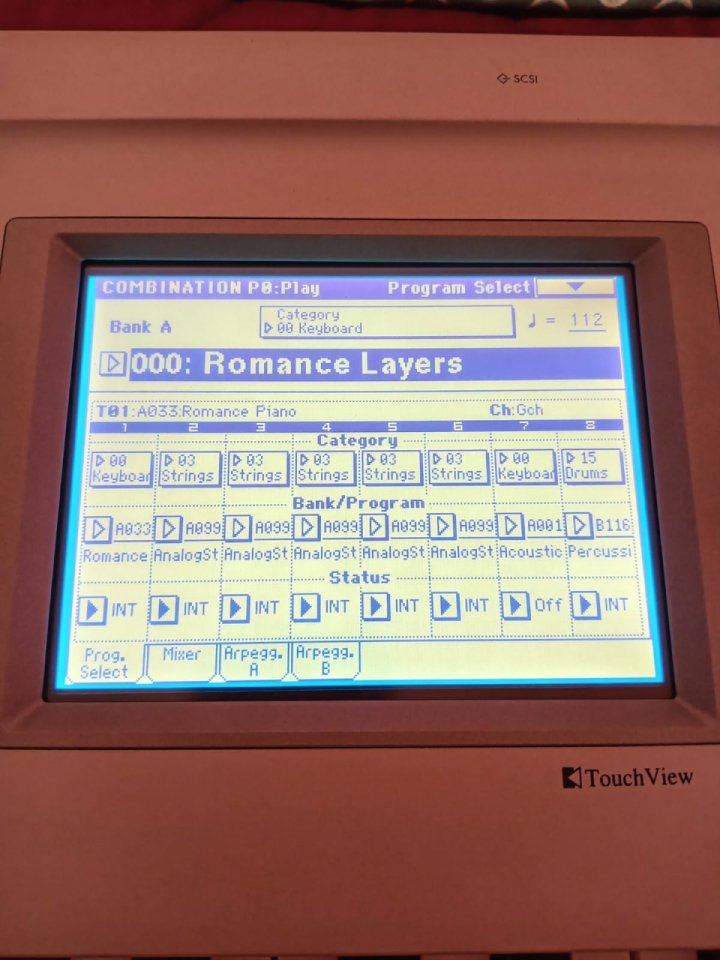 SCSI
COMBINATION P0:Play Program Select
Bank A Category ♩ = 112
00 Keyboard
000: Romance Layers
T01:A033:Romance Piano Ch:Gch
1 2 3 4 5 6 7 8
Category
00 03 03 03 03 03 00 15
Keyboar Strings Strings Strings Strings Strings Keyboar Drums
Bank/Program
A033 A099 A099 A099 A099 A099 A001 B116
Romance AnalogSt AnalogSt AnalogSt AnalogSt AnalogSt Acoustic Percussi
Status
INT INT INT INT INT INT Off INT
Prog. Mixer Arpegg. Arpegg.
Select A B
TouchView